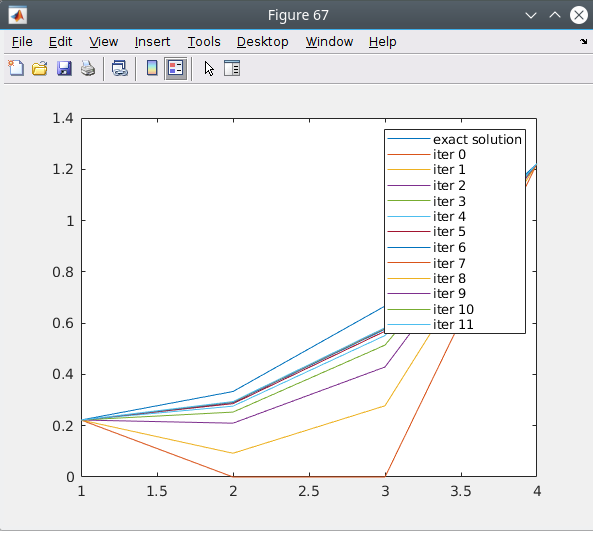 Figure 67
File Edit View Insert Tools Desktop Window Help
1.4
1.2
1
0.8
0.6
0.4
0.2
0
1 1.5 2 2.5 3 3.5 4
exact solution
iter 0
iter 1
iter 2
iter 3
iter 4
iter 5
iter 6
iter 7
iter 8
iter 9
iter 10
iter 11